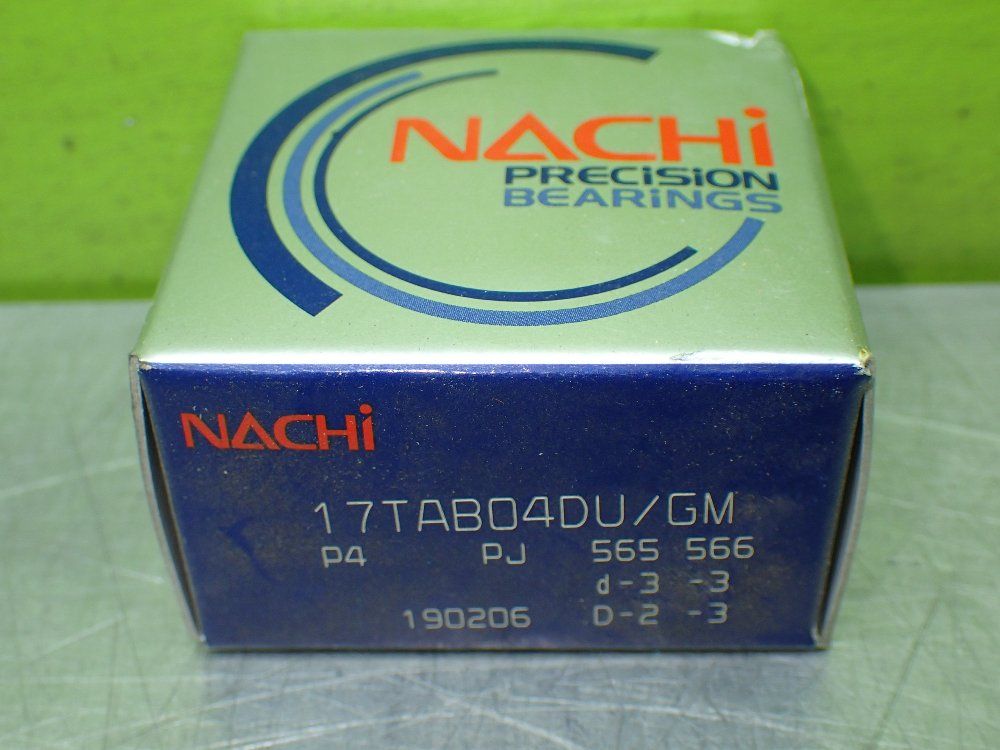 NACHi
PRECiSiON
BEARiNGS
NACHi
17TAB04DU/GM
P4 PJ 565 566
d-3 -3
190206 D-2 -3